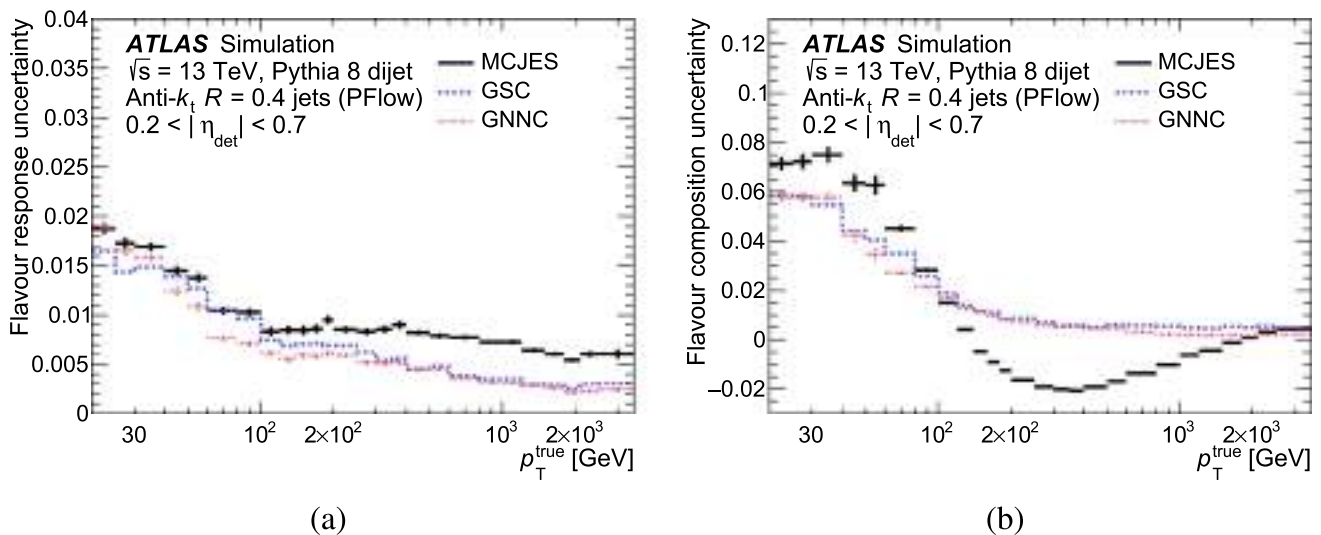 0.04
0.035
0.03
0.025
0.02
0.015
0.01
0.005
0
Flavour response uncertainty
ATLAS Simulation
√s = 13 TeV, Pythia 8 dijet
Anti-kt R = 0.4 jets (PFlow)
0.2 < | ηdet| < 0.7
MCJES
GSC
GNNC
30 10² 2×10² 10³ 2×10³
pTtrue [GeV]
(a)
0.12
0.1
0.08
0.06
0.04
0.02
0
−0.02
Flavour composition uncertainty
ATLAS Simulation
√s = 13 TeV, Pythia 8 dijet
Anti-kt R = 0.4 jets (PFlow)
0.2 < | ηdet| < 0.7
MCJES
GSC
GNNC
30 10² 2×10² 10³ 2×10³
pTtrue [GeV]
(b)